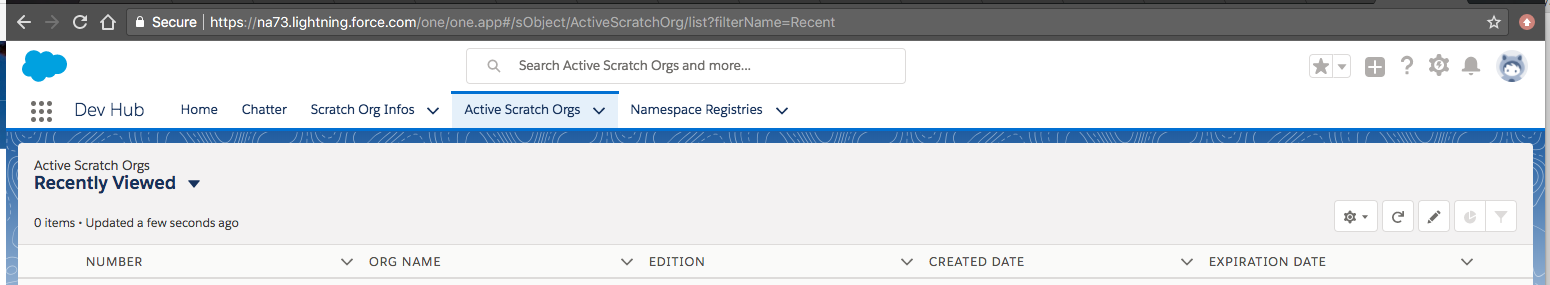 Secure | https://na73.lightning.force.com/one/one.app#/sObject/ActiveScratchOrg/list?filterName=Recent
Search Active Scratch Orgs and more...
Dev Hub Home Chatter Scratch Org Infos Active Scratch Orgs Namespace Registries
Active Scratch Orgs
Recently Viewed
0 items • Updated a few seconds ago
NUMBER ORG NAME EDITION CREATED DATE EXPIRATION DATE